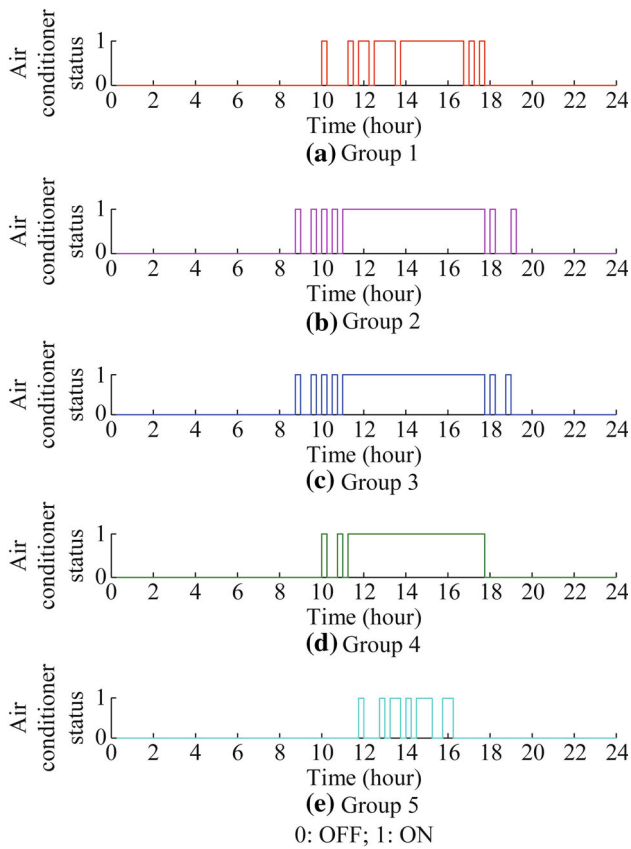 Air
conditioner
status
1
0
0 2 4 6 8 10 12 14 16 18 20 22 24
Time (hour)
(a) Group 1
Air
conditioner
status
1
0
0 2 4 6 8 10 12 14 16 18 20 22 24
Time (hour)
(b) Group 2
Air
conditioner
status
1
0
0 2 4 6 8 10 12 14 16 18 20 22 24
Time (hour)
(c) Group 3
Air
conditioner
status
1
0
0 2 4 6 8 10 12 14 16 18 20 22 24
Time (hour)
(d) Group 4
Air
conditioner
status
1
0
0 2 4 6 8 10 12 14 16 18 20 22 24
Time (hour)
(e) Group 5
0: OFF; 1: ON